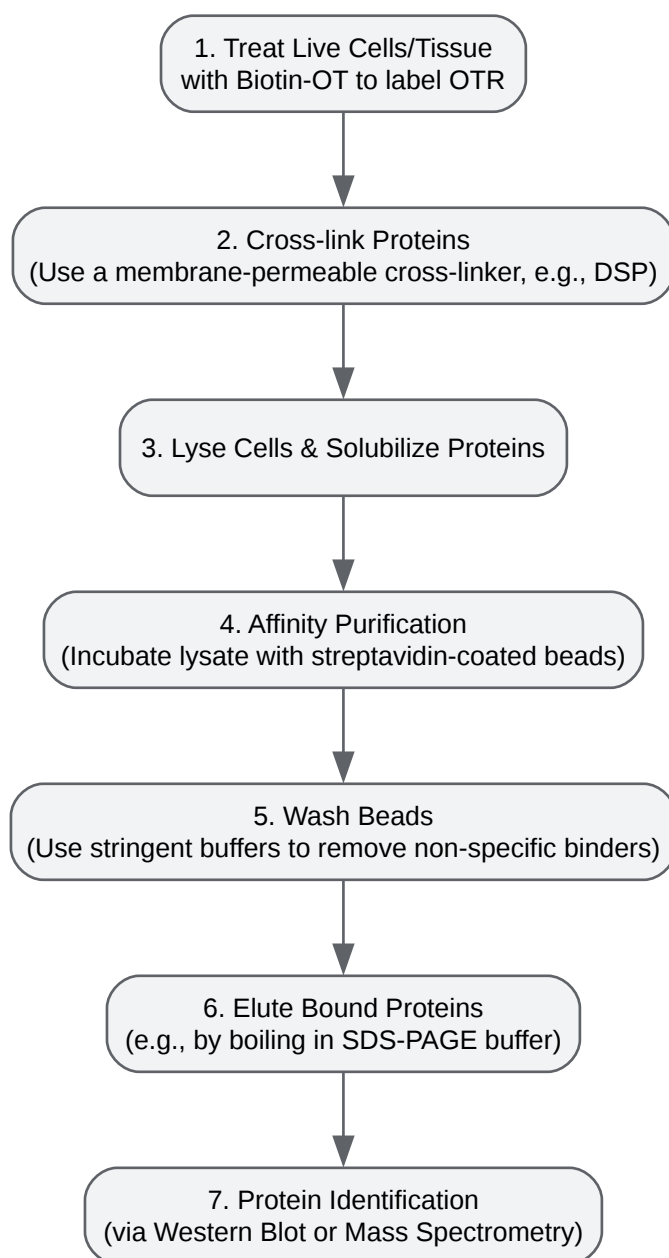 1. Treat Live Cells/Tissue
with Biotin-OT to label OTR
2. Cross-link Proteins
(Use a membrane-permeable cross-linker, e.g., DSP)
3. Lyse Cells & Solubilize Proteins
4. Affinity Purification
(Incubate lysate with streptavidin-coated beads)
5. Wash Beads
(Use stringent buffers to remove non-specific binders)
6. Elute Bound Proteins
(e.g., by boiling in SDS-PAGE buffer)
7. Protein Identification
(via Western Blot or Mass Spectrometry)